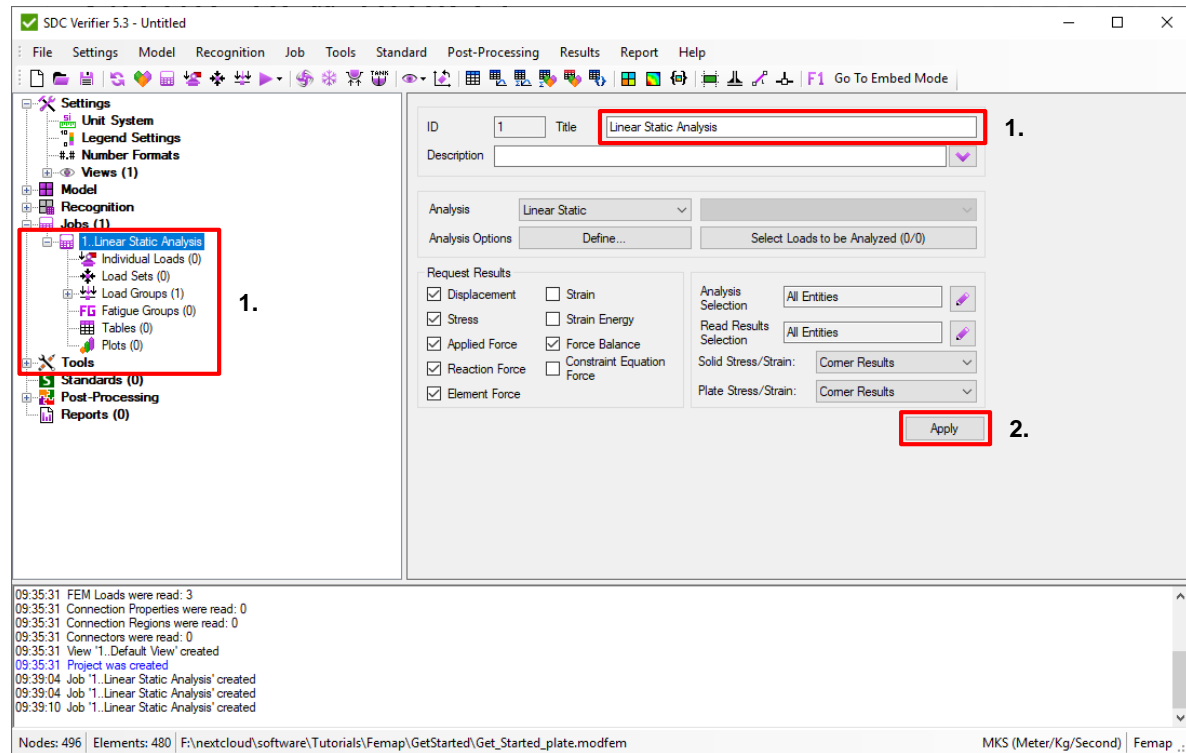 SDC Verifier 5.3 - Untitled
File Settings Model Recognition Job Tools Standard Post-Processing Results Report Help
TANK F1 Go To Embed Mode
Settings
Unit System
Legend Settings
#.# Number Formats
Views (1)
Model
Recognition
Jobs (1)
1..Linear Static Analysis
Individual Loads (0)
Load Sets (0)
Load Groups (1)
FG Fatigue Groups (0)
Tables (0)
Plots (0)
Tools
S Standards (0)
Post-Processing
Reports (0)
1.
ID 1 Title Linear Static Analysis
1.
Description
Analysis Linear Static
Analysis Options Define... Select Loads to be Analyzed (0/0)
Request Results
Displacement Strain
Stress Strain Energy
Applied Force Force Balance
Reaction Force Constraint Equation Force
Element Force
Analysis Selection All Entities
Read Results Selection All Entities
Solid Stress/Strain: Corner Results
Plate Stress/Strain: Corner Results
Apply
2.
09:35:31 FEM Loads were read: 3
09:35:31 Connection Properties were read: 0
09:35:31 Connection Regions were read: 0
09:35:31 Connectors were read: 0
09:35:31 View '1..Default View' created
09:35:31 Project was created
09:39:04 Job '1..Linear Static Analysis' created
09:39:04 Job '1..Linear Static Analysis' created
09:39:10 Job '1..Linear Static Analysis' created
Nodes: 496 Elements: 480 F:\nextcloud\software\Tutorials\Femap\GetStarted\Get_Started_plate.modfem MKS (Meter/Kg/Second) Femap